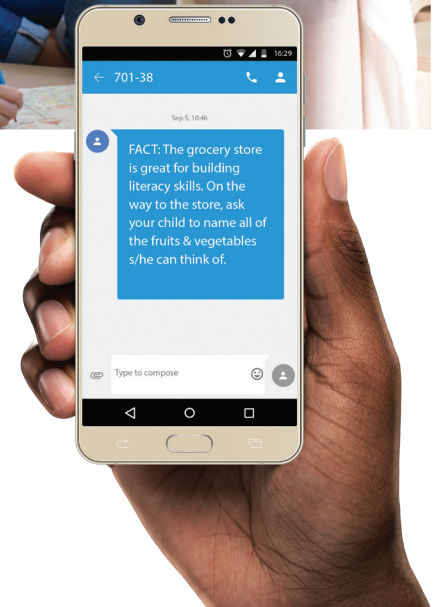 16:29
701-38
Sep 5, 10:46
FACT: The grocery store
is great for building
literacy skills. On the
way to the store, ask
your child to name all of
the fruits & vegetables
s/he can think of.
Type to compose